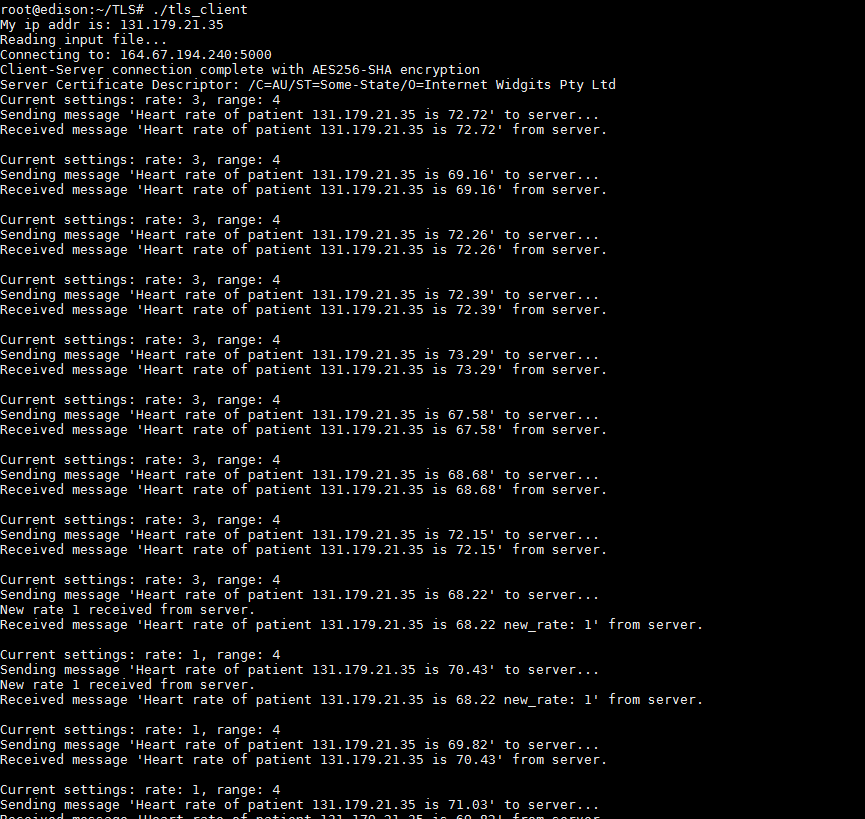 root@edison:~/TLS# ./tls_client
My ip addr is: 131.179.21.35
Reading input file...
Connecting to: 164.67.194.240:5000
Client-Server connection complete with AES256-SHA encryption
Server Certificate Descriptor: /C=AU/ST=Some-State/O=Internet Widgits Pty Ltd
Current settings: rate: 3, range: 4
Sending message 'Heart rate of patient 131.179.21.35 is 72.72' to server...
Received message 'Heart rate of patient 131.179.21.35 is 72.72' from server.
Current settings: rate: 3, range: 4
Sending message 'Heart rate of patient 131.179.21.35 is 69.16' to server...
Received message 'Heart rate of patient 131.179.21.35 is 69.16' from server.
Current settings: rate: 3, range: 4
Sending message 'Heart rate of patient 131.179.21.35 is 72.26' to server...
Received message 'Heart rate of patient 131.179.21.35 is 72.26' from server.
Current settings: rate: 3, range: 4
Sending message 'Heart rate of patient 131.179.21.35 is 72.39' to server...
Received message 'Heart rate of patient 131.179.21.35 is 72.39' from server.
Current settings: rate: 3, range: 4
Sending message 'Heart rate of patient 131.179.21.35 is 73.29' to server...
Received message 'Heart rate of patient 131.179.21.35 is 73.29' from server.
Current settings: rate: 3, range: 4
Sending message 'Heart rate of patient 131.179.21.35 is 67.58' to server...
Received message 'Heart rate of patient 131.179.21.35 is 67.58' from server.
Current settings: rate: 3, range: 4
Sending message 'Heart rate of patient 131.179.21.35 is 68.68' to server...
Received message 'Heart rate of patient 131.179.21.35 is 68.68' from server.
Current settings: rate: 3, range: 4
Sending message 'Heart rate of patient 131.179.21.35 is 72.15' to server...
Received message 'Heart rate of patient 131.179.21.35 is 72.15' from server.
Current settings: rate: 3, range: 4
Sending message 'Heart rate of patient 131.179.21.35 is 68.22' to server...
New rate 1 received from server.
Received message 'Heart rate of patient 131.179.21.35 is 68.22 new_rate: 1' from server.
Current settings: rate: 1, range: 4
Sending message 'Heart rate of patient 131.179.21.35 is 70.43' to server...
New rate 1 received from server.
Received message 'Heart rate of patient 131.179.21.35 is 68.22 new_rate: 1' from server.
Current settings: rate: 1, range: 4
Sending message 'Heart rate of patient 131.179.21.35 is 69.82' to server...
Received message 'Heart rate of patient 131.179.21.35 is 70.43' from server.
Current settings: rate: 1, range: 4
Sending message 'Heart rate of patient 131.179.21.35 is 71.03' to server...
Received message 'Heart rate of patient 131.179.21.35 is 69.82' from server.